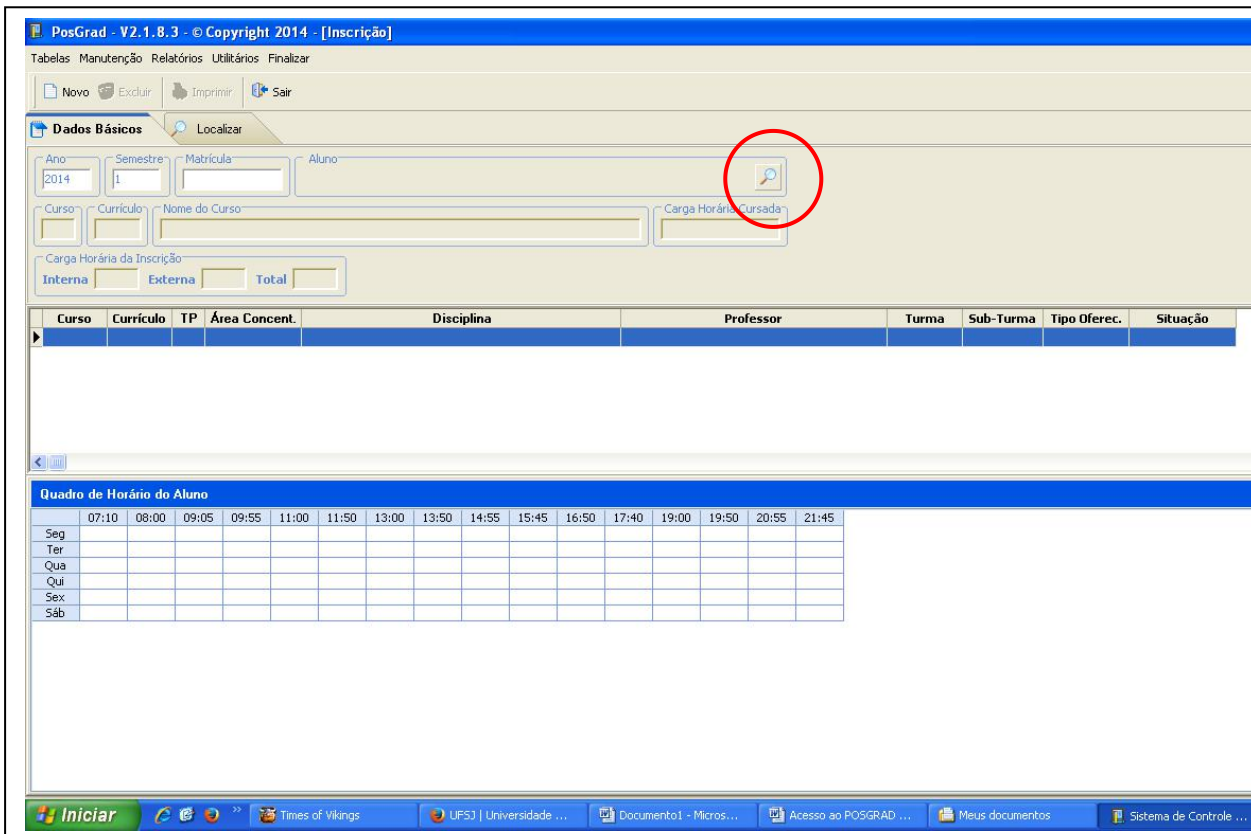 PosGrad - V2.1.8.3 - © Copyright 2014 - [Inscrição]
Tabelas Manutenção Relatórios Utilitários Finalizar
Novo Excluir Imprimir Sair
Dados Básicos Localizar
Ano Semestre Matrícula Aluno
2014 1
Curso Currículo Nome do Curso Carga Horária Cursada
Carga Horária da Inscrição
Interna Externa Total
Curso Currículo TP Área Concent. Disciplina Professor Turma Sub-Turma Tipo Oferec. Situação
Quadro de Horário do Aluno
07:10 08:00 09:05 09:55 11:00 11:50 13:00 13:50 14:55 15:45 16:50 17:40 19:00 19:50 20:55 21:45
Seg
Ter
Qua
Qui
Sex
Sáb
Iniciar » Times of Vikings UFSJ | Universidade ... Documento1 - Micros... Acesso ao POSGRAD ... Meus documentos Sistema de Controle ...